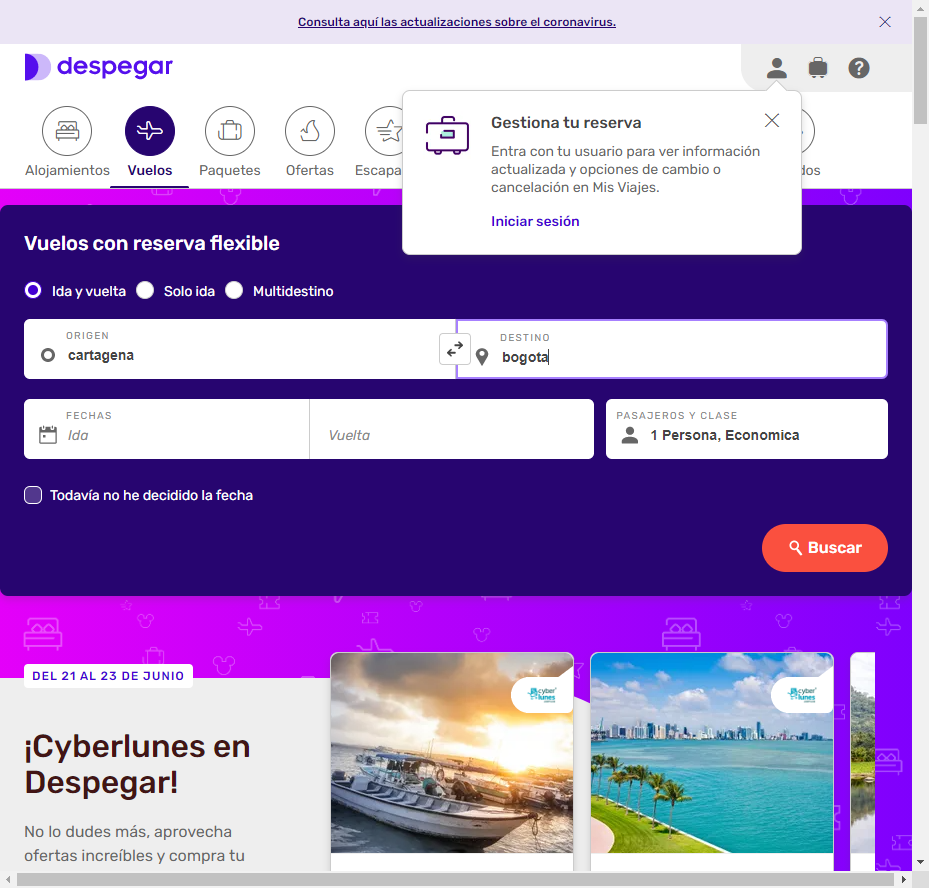 Consulta aquí las actualizaciones sobre el coronavirus.
despegar
Alojamientos
Vuelos
Paquetes
Ofertas
Escapa
dos
Gestiona tu reserva
Entra con tu usuario para ver información
actualizada y opciones de cambio o
cancelación en Mis Viajes.
Iniciar sesión
Vuelos con reserva flexible
Ida y vuelta
Solo ida
Multidestino
ORIGEN
cartagena
DESTINO
bogota
FECHAS
Ida
Vuelta
PASAJEROS Y CLASE
1 Persona, Economica
Todavía no he decidido la fecha
Buscar
DEL 21 AL 23 DE JUNIO
cyber
lunes
cyber
lunes
¡Cyberlunes en
Despegar!
No lo dudes más, aprovecha
ofertas increíbles y compra tu